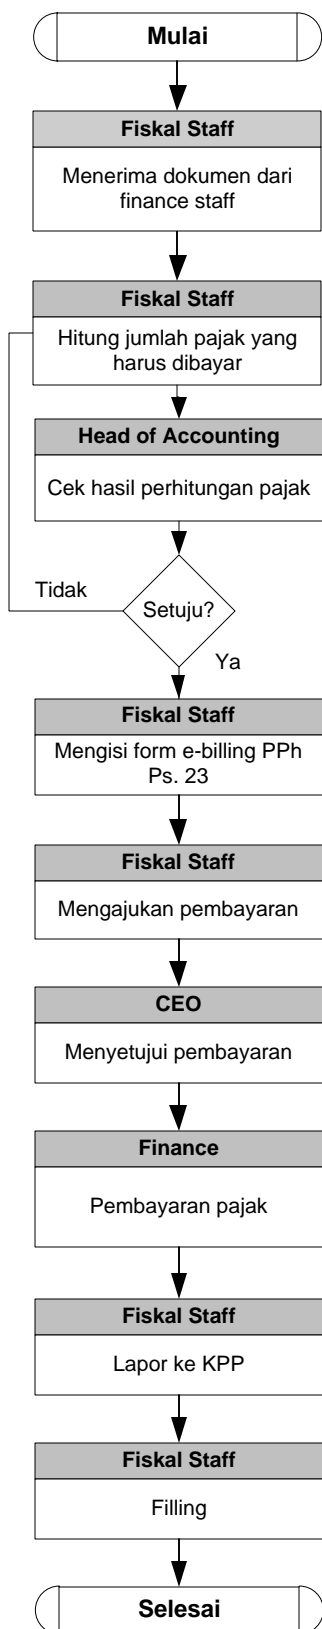 Mulai
Fiskal Staff
Menerima dokumen dari
finance staff
Fiskal Staff
Hitung jumlah pajak yang
harus dibayar
Head of Accounting
Cek hasil perhitungan pajak
Tidak
Setuju?
Ya
Fiskal Staff
Mengisi form e-billing PPh
Ps. 23
Fiskal Staff
Mengajukan pembayaran
CEO
Menyetujui pembayaran
Finance
Pembayaran pajak
Fiskal Staff
Lapor ke KPP
Fiskal Staff
Filling
Selesai